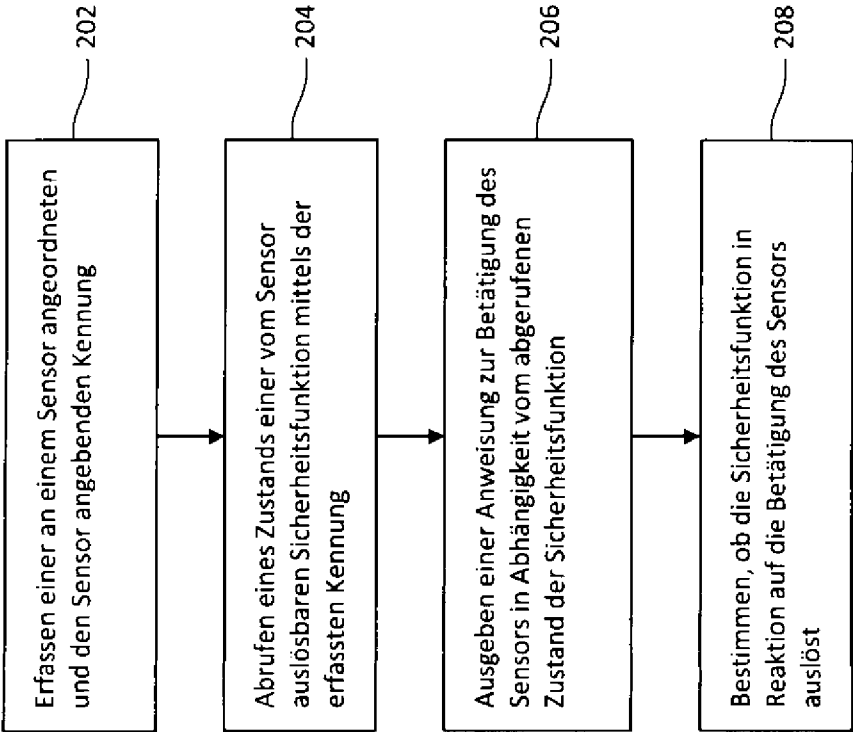 Erfassen einer an einem Sensor angeordneten
und den Sensor angebenden Kennung
202
Abrufen eines Zustands einer vom Sensor
auslösbaren Sicherheitsfunktion mittels der
erfassten Kennung
204
Ausgeben einer Anweisung zur Betätigung des
Sensors in Abhängigkeit vom abgerufenen
Zustand der Sicherheitsfunktion
206
Bestimmen, ob die Sicherheitsfunktion in
Reaktion auf die Betätigung des Sensors
auslöst
208